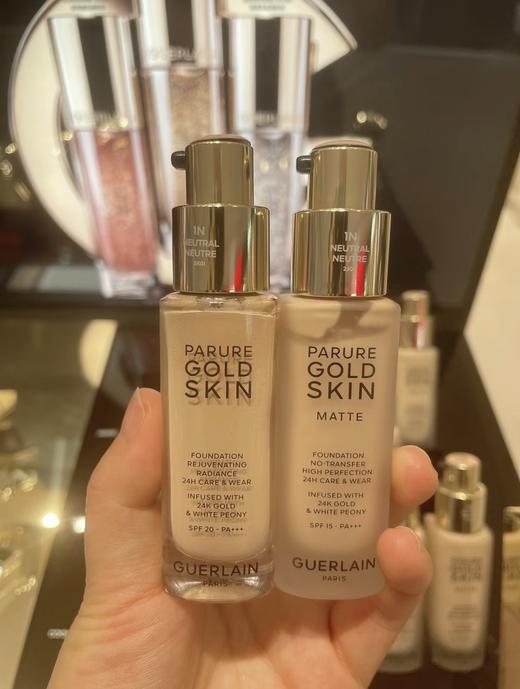 GUERLAIN
1N
NEUTRAL
NEUTRE
PARURE
GOLD
SKIN
FOUNDATION
REJUVENATING
RADIANCE
24H CARE & WEAR
INFUSED WITH
24K GOLD
& WHITE PEONY
SPF 20 - PA+++
GUERLAIN
PARIS
1N
NEUTRAL
NEUTRE
PARURE
GOLD
SKIN
MATTE
FOUNDATION
NO-TRANSFER
HIGH PERFECTION
24H CARE & WEAR
INFUSED WITH
24K GOLD
& WHITE PEONY
SPF 15 - PA+++
GUERLAIN
PARIS
SKIN